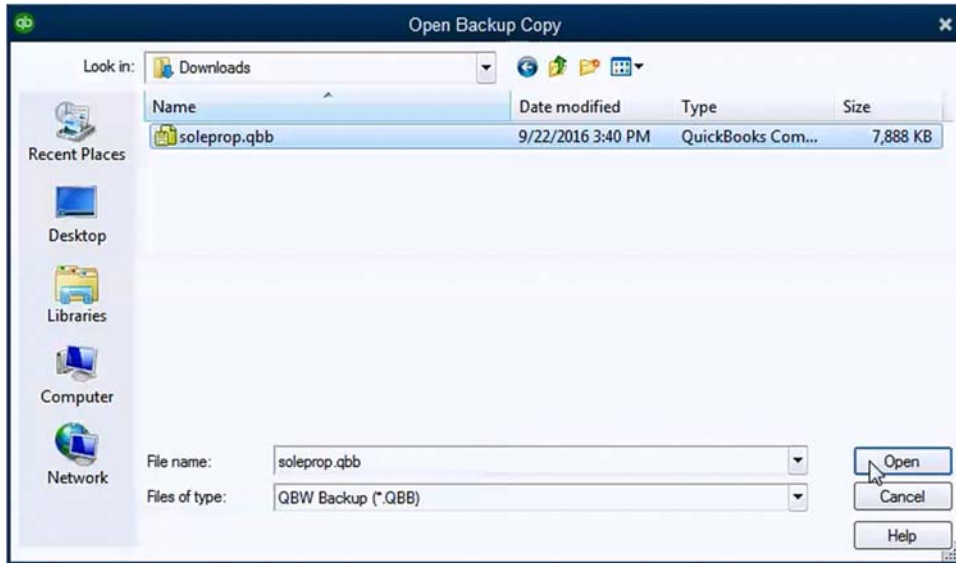 qb
Open Backup Copy
Look in: Downloads
Name Date modified Type Size
soleprop.qbb 9/22/2016 3:40 PM QuickBooks Com... 7,888 KB
Recent Places
Desktop
Libraries
Computer
Network
File name: soleprop.qbb Open
Files of type: QBW Backup (*.QBB) Cancel
Help